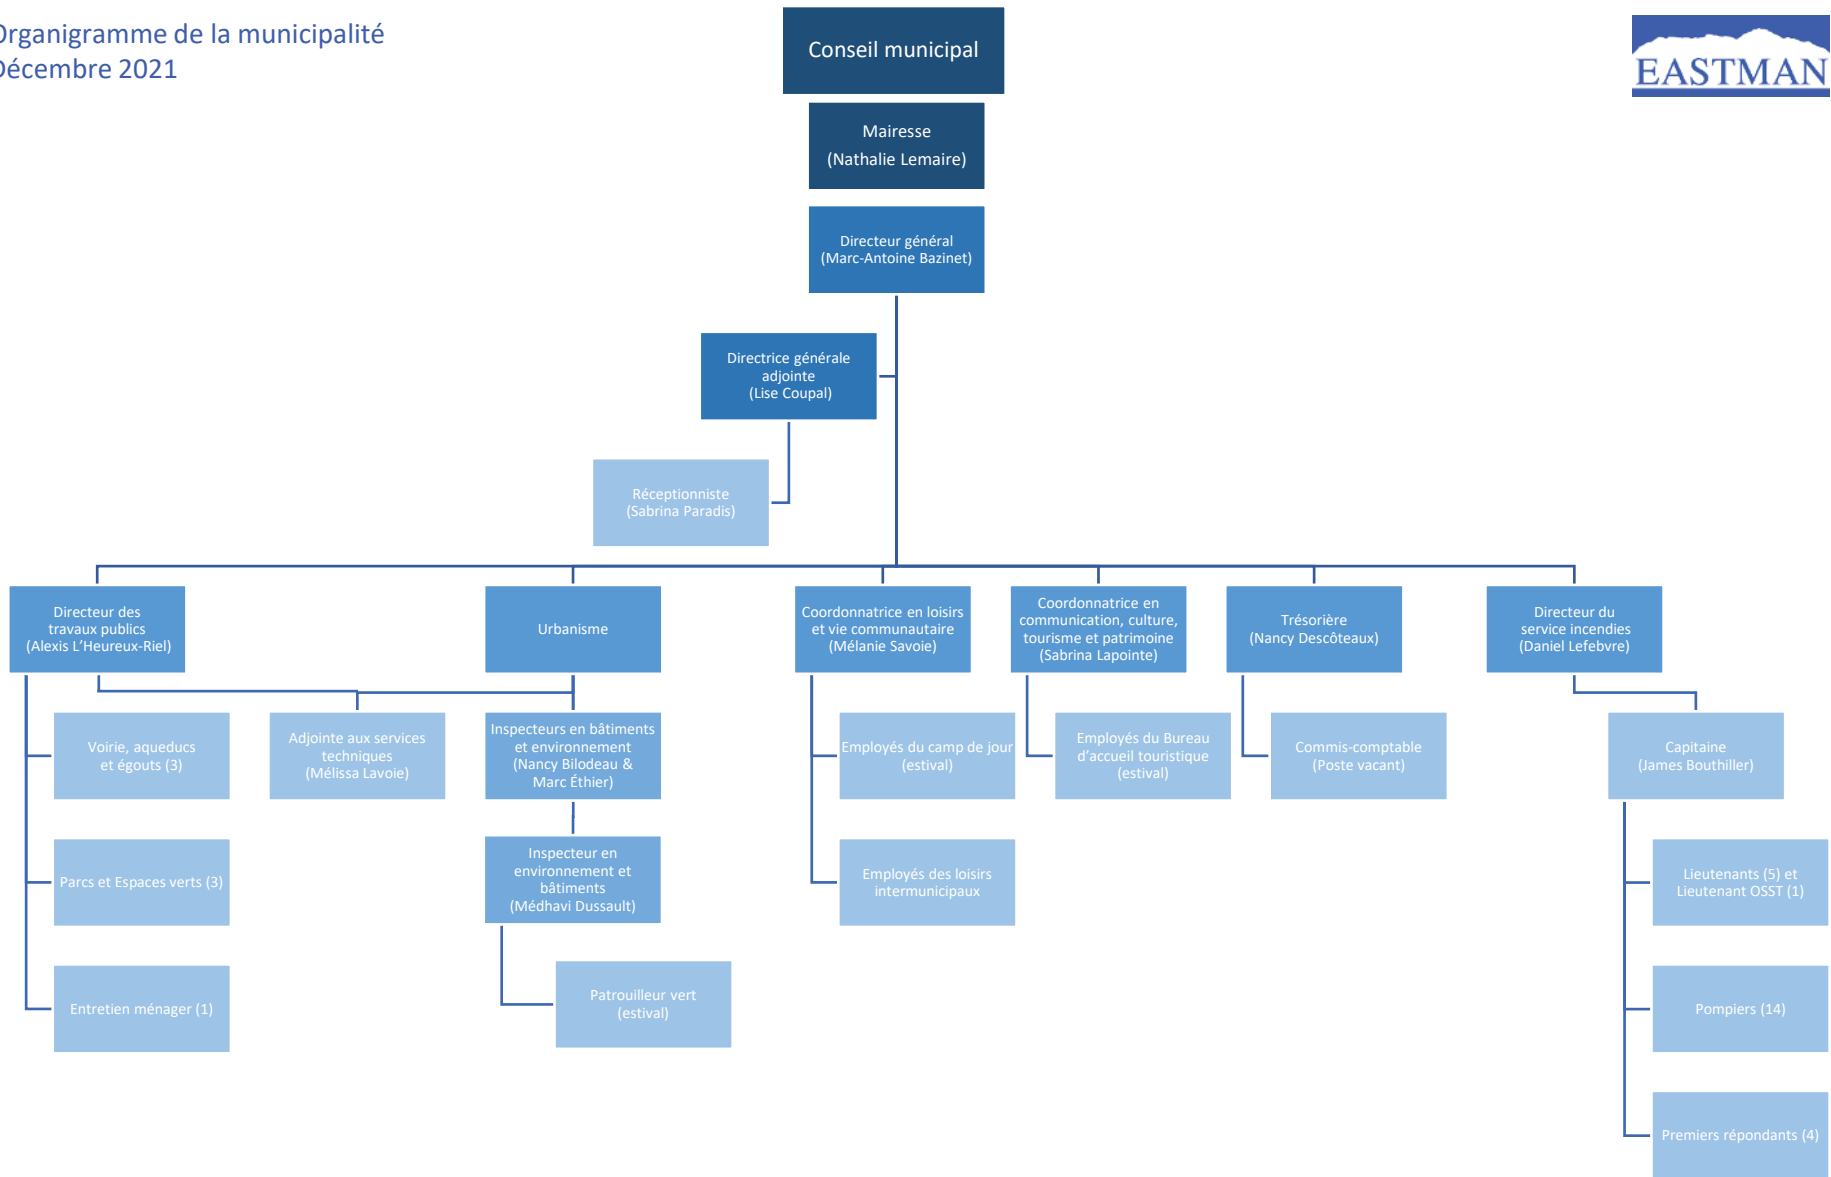 Organigramme de la municipalité
Décembre 2021
EASTMAN
Conseil municipal
Mairesse
(Nathalie Lemaire)
Directeur général
(Marc-Antoine Bazinet)
Directrice générale
adjointe
(Lise Coupal)
Réceptionniste
(Sabrina Paradis)
Directeur des
travaux publics
(Alexis L’Heureux-Riel)
Urbanisme
Coordonnatrice en loisirs
et vie communautaire
(Mélanie Savoie)
Coordonnatrice en
communication, culture,
tourisme et patrimoine
(Sabrina Lapointe)
Trésorière
(Nancy Descôteaux)
Directeur du
service incendies
(Daniel Lefebvre)
Voirie, aqueducs
et égouts (3)
Adjointe aux services
techniques
(Mélissa Lavoie)
Inspecteurs en bâtiments
et environnement
(Nancy Bilodeau &
Marc Éthier)
Employés du camp de jour
(estival)
Employés du Bureau
d’accueil touristique
(estival)
Commis-comptable
(Poste vacant)
Capitaine
(James Bouthiller)
Parcs et Espaces verts (3)
Inspecteur en
environnement et
bâtiments
(Médhavi Dussault)
Employés des loisirs
intermunicipaux
Lieutenants (5) et
Lieutenant OSST (1)
Entretien ménager (1)
Patrouilleur vert
(estival)
Pompiers (14)
Premiers répondants (4)